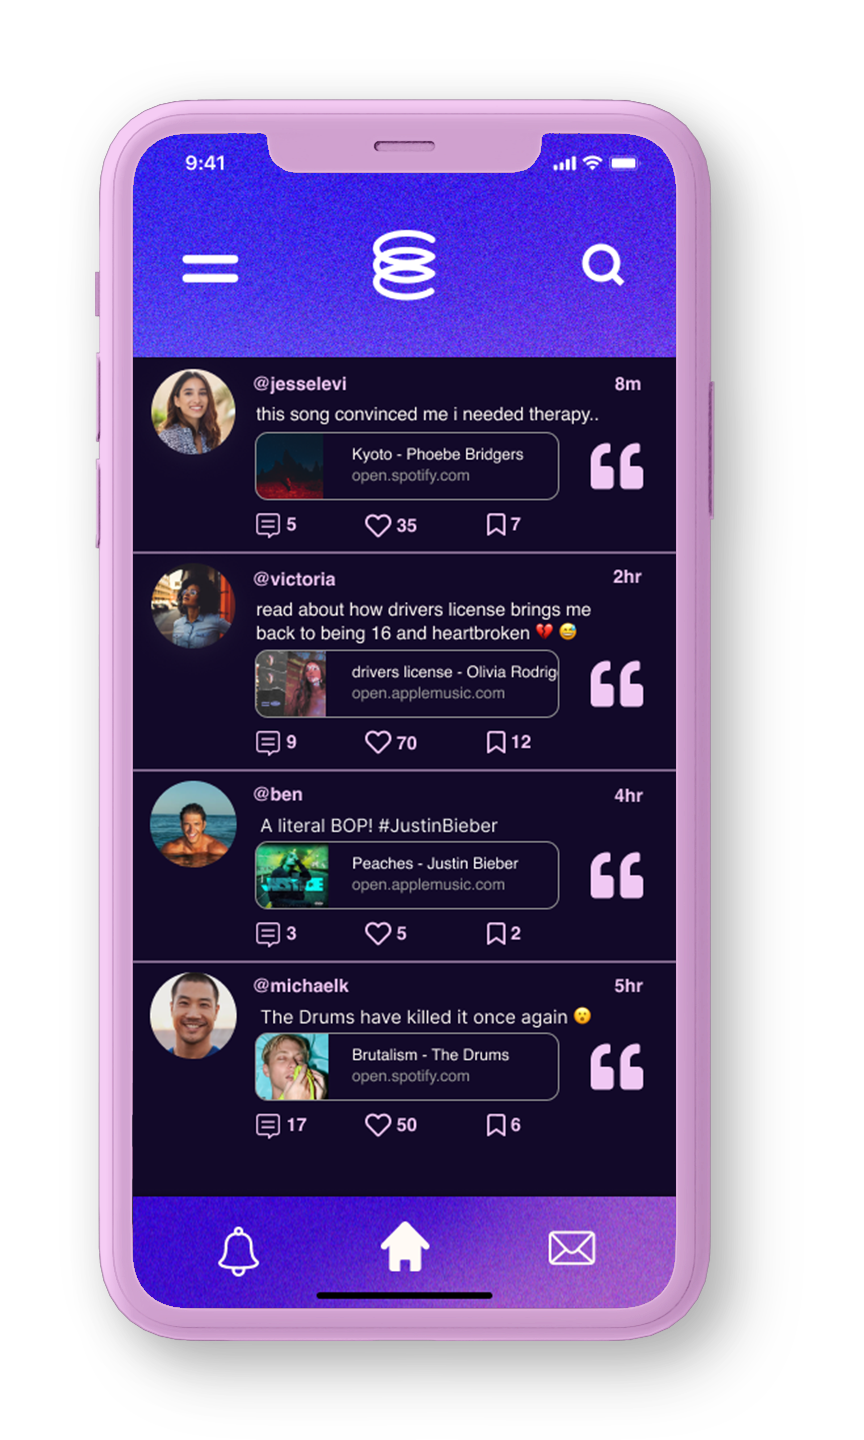 9:41
@jesselevi 8m
this song convinced me i needed therapy..
Kyoto - Phoebe Bridgers
open.spotify.com
5 35 7
@victoria 2hr
read about how drivers license brings me
back to being 16 and heartbroken 💔 😅
drivers license - Olivia Rodrig
open.applemusic.com
9 70 12
@ben 4hr
A literal BOP! #JustinBieber
JUSTICE
Peaches - Justin Bieber
open.applemusic.com
3 5 2
@michaelk 5hr
The Drums have killed it once again 😮
Brutalism - The Drums
open.spotify.com
17 50 6